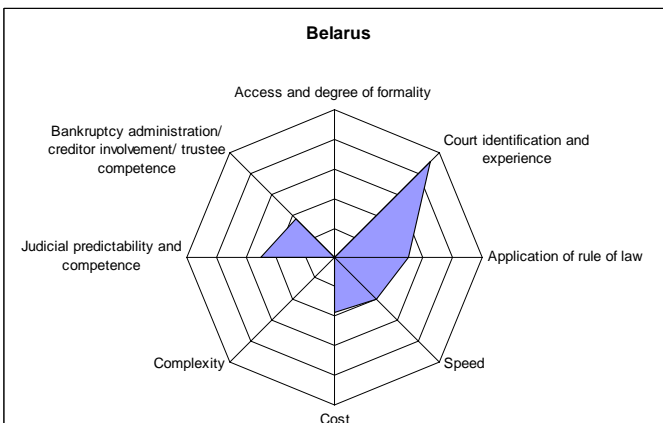 Belarus
Access and degree of formality
Bankruptcy administration/
creditor involvement/ trustee
competence
Court identification and
experience
Judicial predictability and
competence
Application of rule of law
Complexity
Speed
Cost